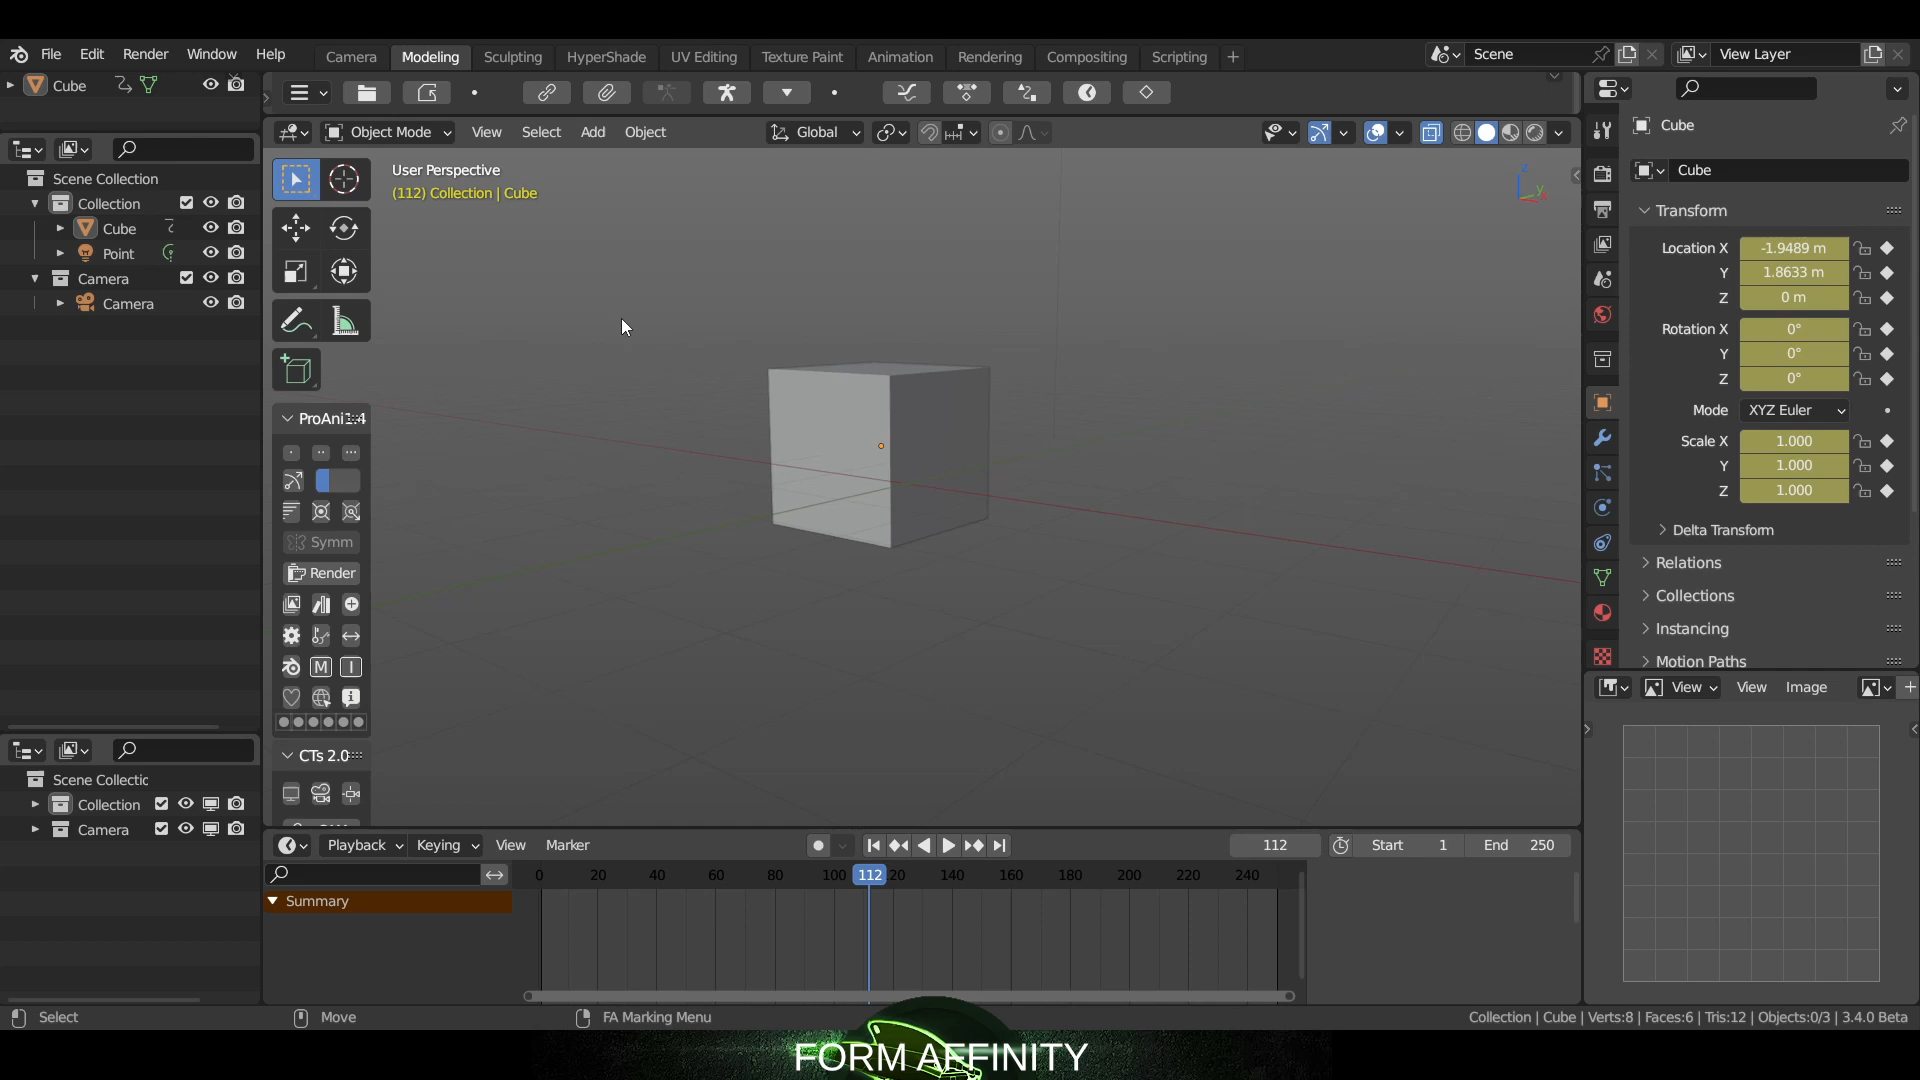 File Edit Render Window Help
Camera Modeling Sculpting HyperShade UV Editing Texture Paint Animation Rendering Compositing Scripting +
Scene
View Layer
Cube
Object Mode View Select Add Object
Global
User Perspective
(112) Collection | Cube
Z
Y
X
Scene Collection
Collection
Cube
Point
Camera
Camera
ProAni1.4
Symm
Render
M I
CTs 2.0
Scene Collectic
Collection
Camera
Cube
Cube
Transform
Location X -1.9489 m
Y 1.8633 m
Z 0 m
Rotation X 0°
Y 0°
Z 0°
Mode XYZ Euler
Scale X 1.000
Y 1.000
Z 1.000
Delta Transform
Relations
Collections
Instancing
Motion Paths
View View Image
Playback Keying View Marker
112
Start 1 End 250
0 20 40 60 80 100 112 20 140 160 180 200 220 240
Summary
Select Move FA Marking Menu
Collection | Cube | Verts:8 | Faces:6 | Tris:12 | Objects:0/3 | 3.4.0 Beta
FORM AFFINITY